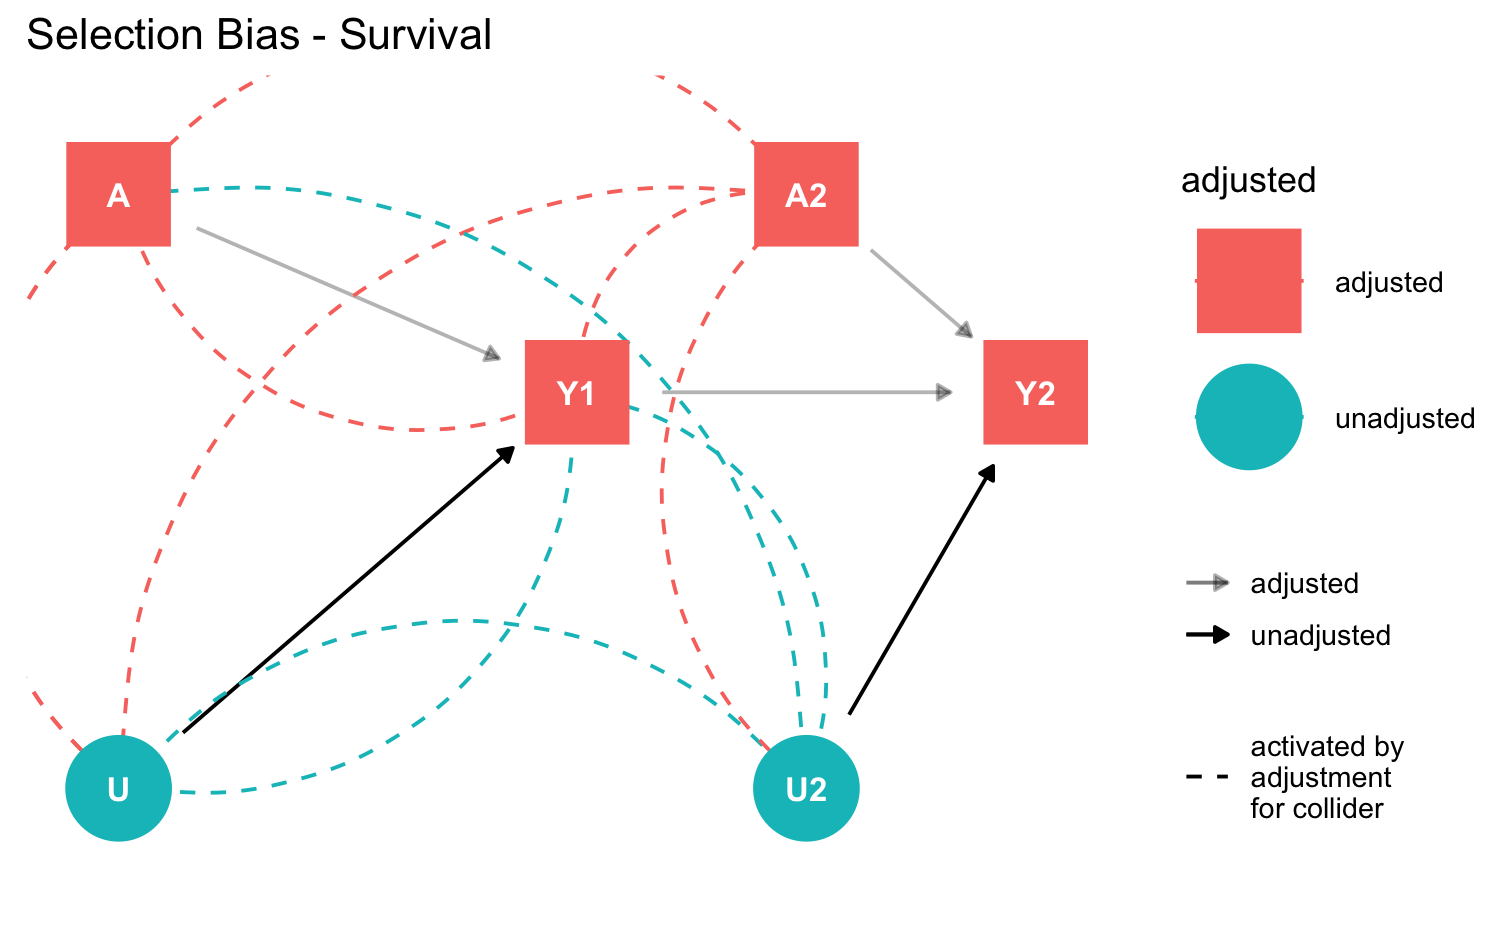 Selection Bias - Survival
A
A2
Y1
Y2
U
U2
adjusted
adjusted
unadjusted
adjusted
unadjusted
activated by
adjustment
for collider